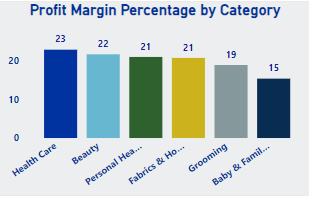 Profit Margin Percentage by Category
23
22
21
21
19
15
20
10
0
Health Care
Beauty
Personal Hea...
Fabrics & Ho...
Grooming
Baby & Famil...